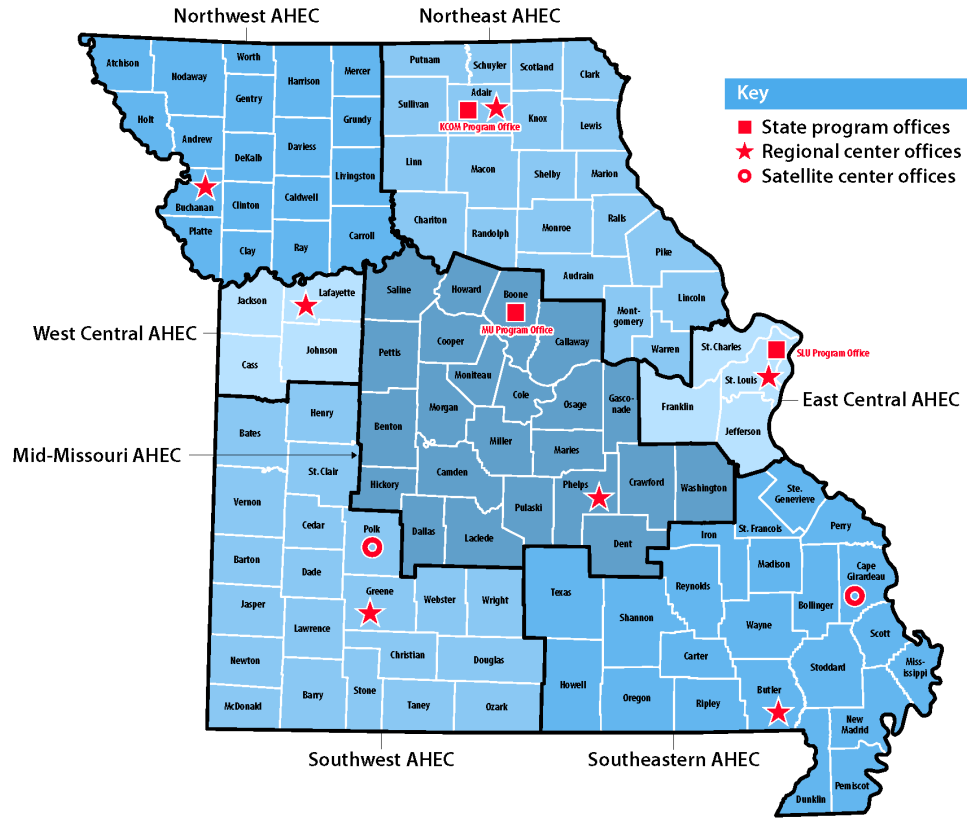 Northwest AHEC
Northeast AHEC
Key
State program offices
Regional center offices
Satellite center offices
Atchison
Nodaway
Worth
Harrison
Mercer
Gentry
Holt
Andrew
DeKalb
Daviess
Grundy
Livingston
Buchanan
Clinton
Caldwell
Platte
Clay
Ray
Carroll
Putnam
Schuyler
Scotland
Clark
Sullivan
Adair
KCOM Program Office
Knox
Lewis
Linn
Macon
Shelby
Marion
Chariton
Randolph
Monroe
Ralls
Pike
Audrain
Mont-
gomery
Lincoln
Warren
West Central AHEC
Jackson
Lafayette
Cass
Johnson
Mid-Missouri AHEC
Saline
Howard
Boone
MU Program Office
Pettis
Cooper
Callaway
Moniteau
Cole
Osage
Gasco-
nade
Benton
Morgan
Miller
Maries
Hickory
Camden
Pulaski
Phelps
Crawford
Washington
Dallas
Laclede
Dent
St. Charles
SLU Program Office
St. Louis
Franklin
Jefferson
East Central AHEC
Bates
Henry
St. Clair
Vernon
Cedar
Polk
Barton
Dade
Greene
Webster
Wright
Jasper
Lawrence
Christian
Douglas
Newton
Barry
Stone
Taney
Ozark
McDonald
Southwest AHEC
Texas
Shannon
Reynolds
Iron
St. Francois
Ste.
Genevieve
Perry
Madison
Cape
Girardeau
Bollinger
Wayne
Scott
Carter
Stoddard
Miss-
issippi
Howell
Oregon
Ripley
Butler
New
Madrid
Dunklin
Pemiscot
Southeastern AHEC